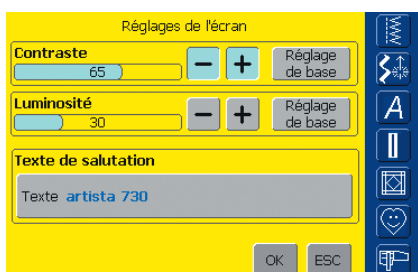 Réglages de l'écran
Contraste
65
− +
Réglage
de base
Luminosité
30
− +
Réglage
de base
Texte de salutation
Texte artista 730
OK ESC
A